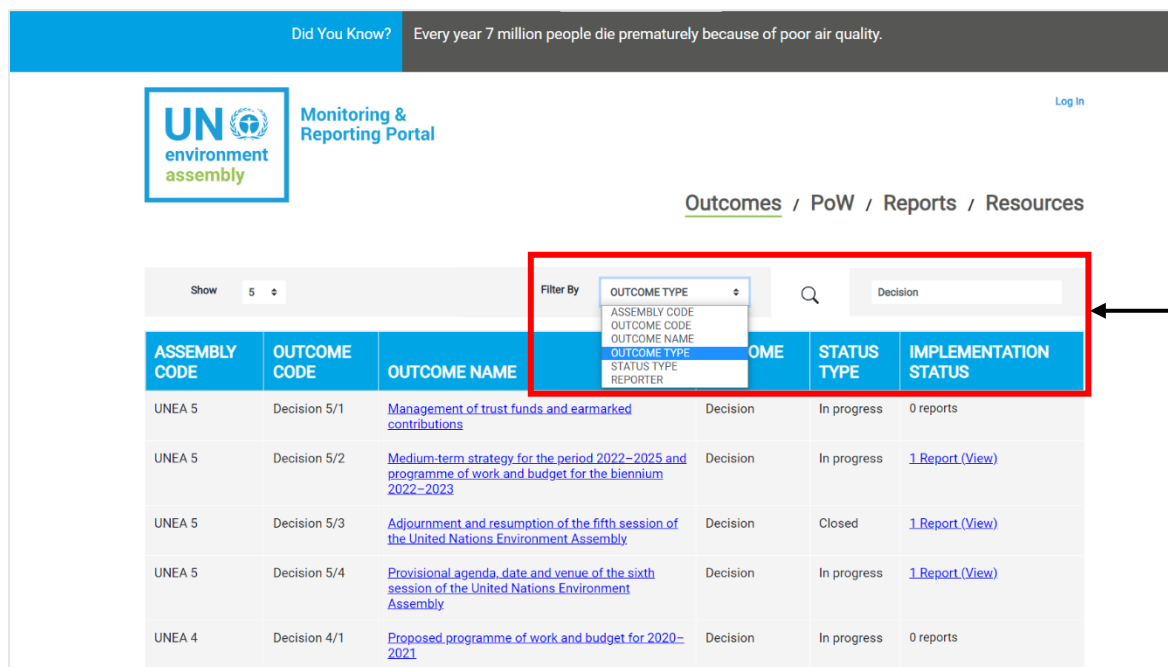 Did You Know? Every year 7 million people die prematurely because of poor air quality.
Log In
UN
environment
assembly
Monitoring &
Reporting Portal
Outcomes / PoW / Reports / Resources
Show 5 Filter By OUTCOME TYPE Decision
ASSEMBLY CODE
OUTCOME CODE
OUTCOME NAME
OUTCOME TYPE
STATUS TYPE
REPORTER
ASSEMBLY CODE
OUTCOME CODE
OUTCOME NAME
OME
STATUS TYPE
IMPLEMENTATION STATUS
UNEA 5 Decision 5/1 Management of trust funds and earmarked Decision In progress 0 reports
contributions
UNEA 5 Decision 5/2 Medium-term strategy for the period 2022–2025 and Decision In progress 1 Report (View)
programme of work and budget for the biennium
2022–2023
UNEA 5 Decision 5/3 Adjournment and resumption of the fifth session of Decision Closed 1 Report (View)
the United Nations Environment Assembly
UNEA 5 Decision 5/4 Provisional agenda, date and venue of the sixth Decision In progress 1 Report (View)
session of the United Nations Environment
Assembly
UNEA 4 Decision 4/1 Proposed programme of work and budget for 2020– Decision In progress 0 reports
2021